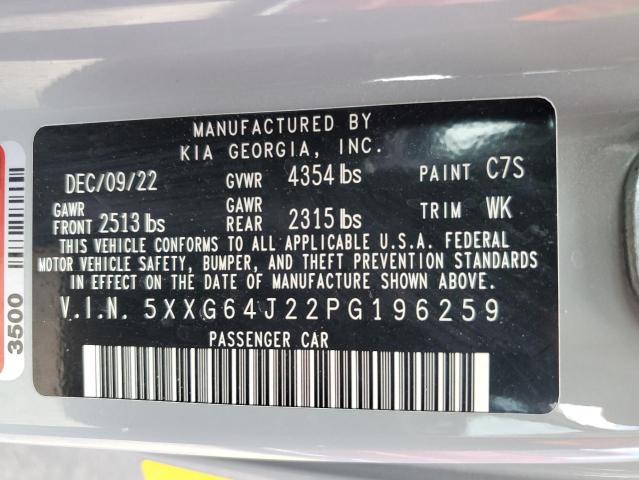 MANUFACTURED BY
KIA GEORGIA, INC.
DEC/09/22 GVWR 4354 lbs PAINT C7S
GAWR FRONT 2513 lbs GAWR REAR 2315 lbs TRIM WK
THIS VEHICLE CONFORMS TO ALL APPLICABLE U.S.A. FEDERAL
MOTOR VEHICLE SAFETY, BUMPER, AND THEFT PREVENTION STANDARDS
IN EFFECT ON THE DATE OF MANUFACTURE SHOWN ABOVE.
V.I.N. 5XXG64J22PG196259
PASSENGER CAR
3500